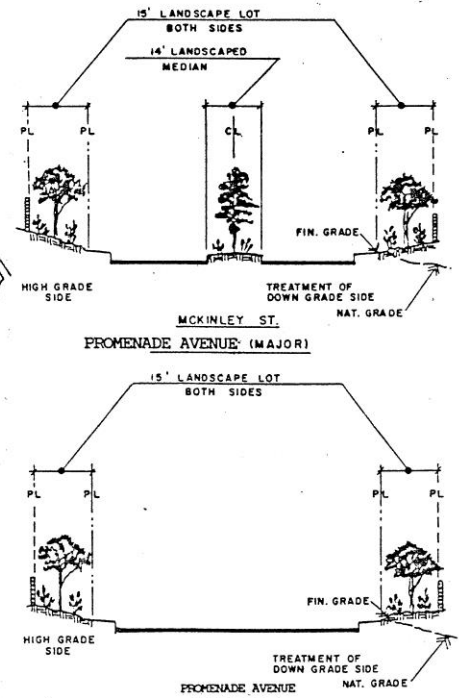 15' LANDSCAPE LOT
BOTH SIDES
14' LANDSCAPED
MEDIAN
PL PL CL PL PL
FIN. GRADE
HIGH GRADE
SIDE
TREATMENT OF
DOWN GRADE SIDE
NAT. GRADE
MCKINLEY ST.
PROMENADE AVENUE (MAJOR)
15' LANDSCAPE LOT
BOTH SIDES
PL PL PL PL
FIN. GRADE
HIGH GRADE
SIDE
TREATMENT OF
DOWN GRADE SIDE
NAT. GRADE
PROMENADE AVENUE